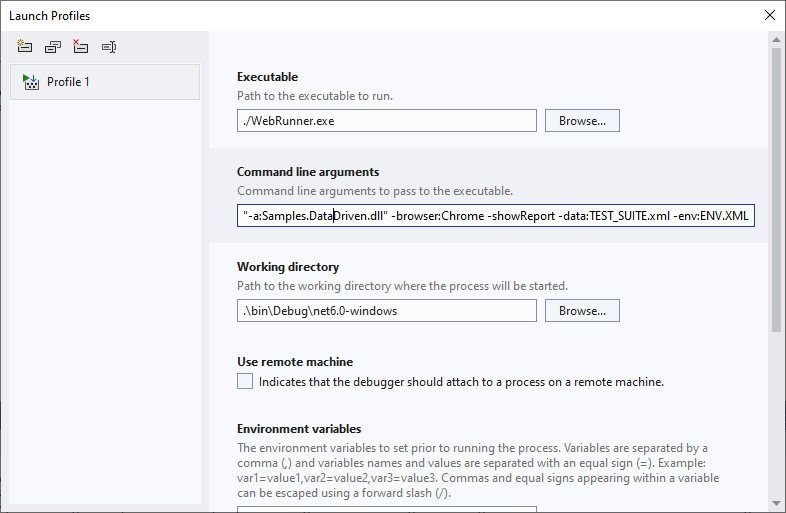 Launch Profiles
Profile 1
Executable
Path to the executable to run.
./WebRunner.exe
Browse...
Command line arguments
Command line arguments to pass to the executable.
"-a:Samples.DataDriven.dll" -browser:Chrome -showReport -data:TEST_SUITE.xml -env:ENV.XML
Working directory
Path to the working directory where the process will be started.
.\bin\Debug\net6.0-windows
Browse...
Use remote machine
Indicates that the debugger should attach to a process on a remote machine.
Environment variables
The environment variables to set prior to running the process. Variables are separated by a
comma (,) and variables names and values are separated with an equal sign (=). Example:
var1=value1,var2=value2,var3=value3. Commas and equal signs appearing within a variable
can be escaped using a forward slash (/).